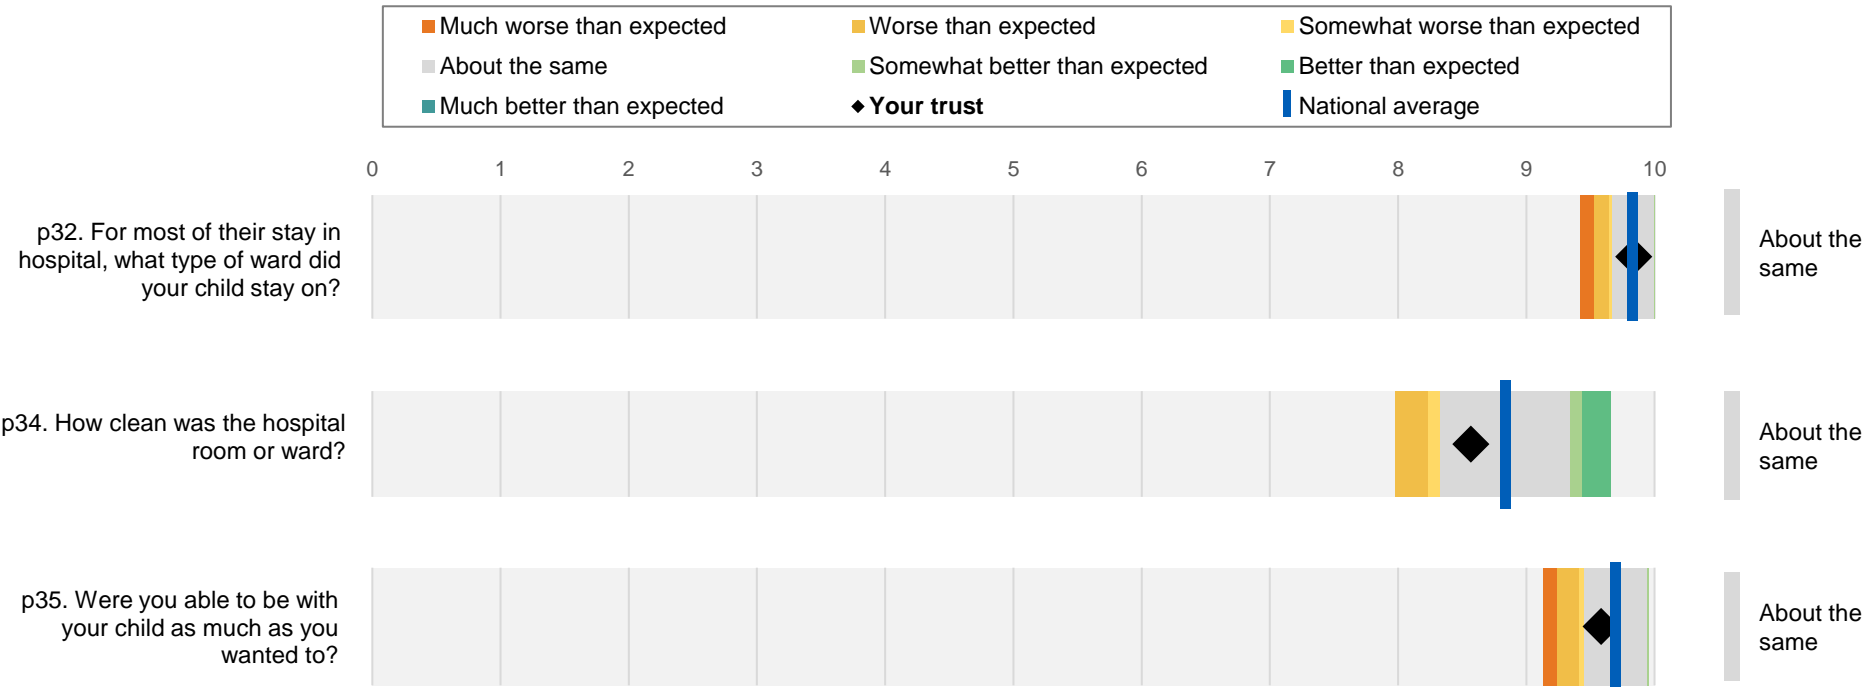 Much worse than expected
Worse than expected
Somewhat worse than expected
About the same
Somewhat better than expected
Better than expected
Much better than expected
Your trust
National average
0 1 2 3 4 5 6 7 8 9 10
p32. For most of their stay in
hospital, what type of ward did
your child stay on?
About the
same
p34. How clean was the hospital
room or ward?
About the
same
p35. Were you able to be with
your child as much as you
wanted to?
About the
same